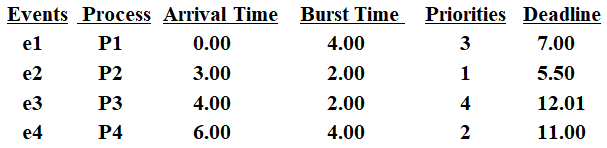 Events Process Arrival Time Burst Time Priorities Deadline
e1 P1 0.00 4.00 3 7.00
e2 P2 3.00 2.00 1 5.50
e3 P3 4.00 2.00 4 12.01
e4 P4 6.00 4.00 2 11.00